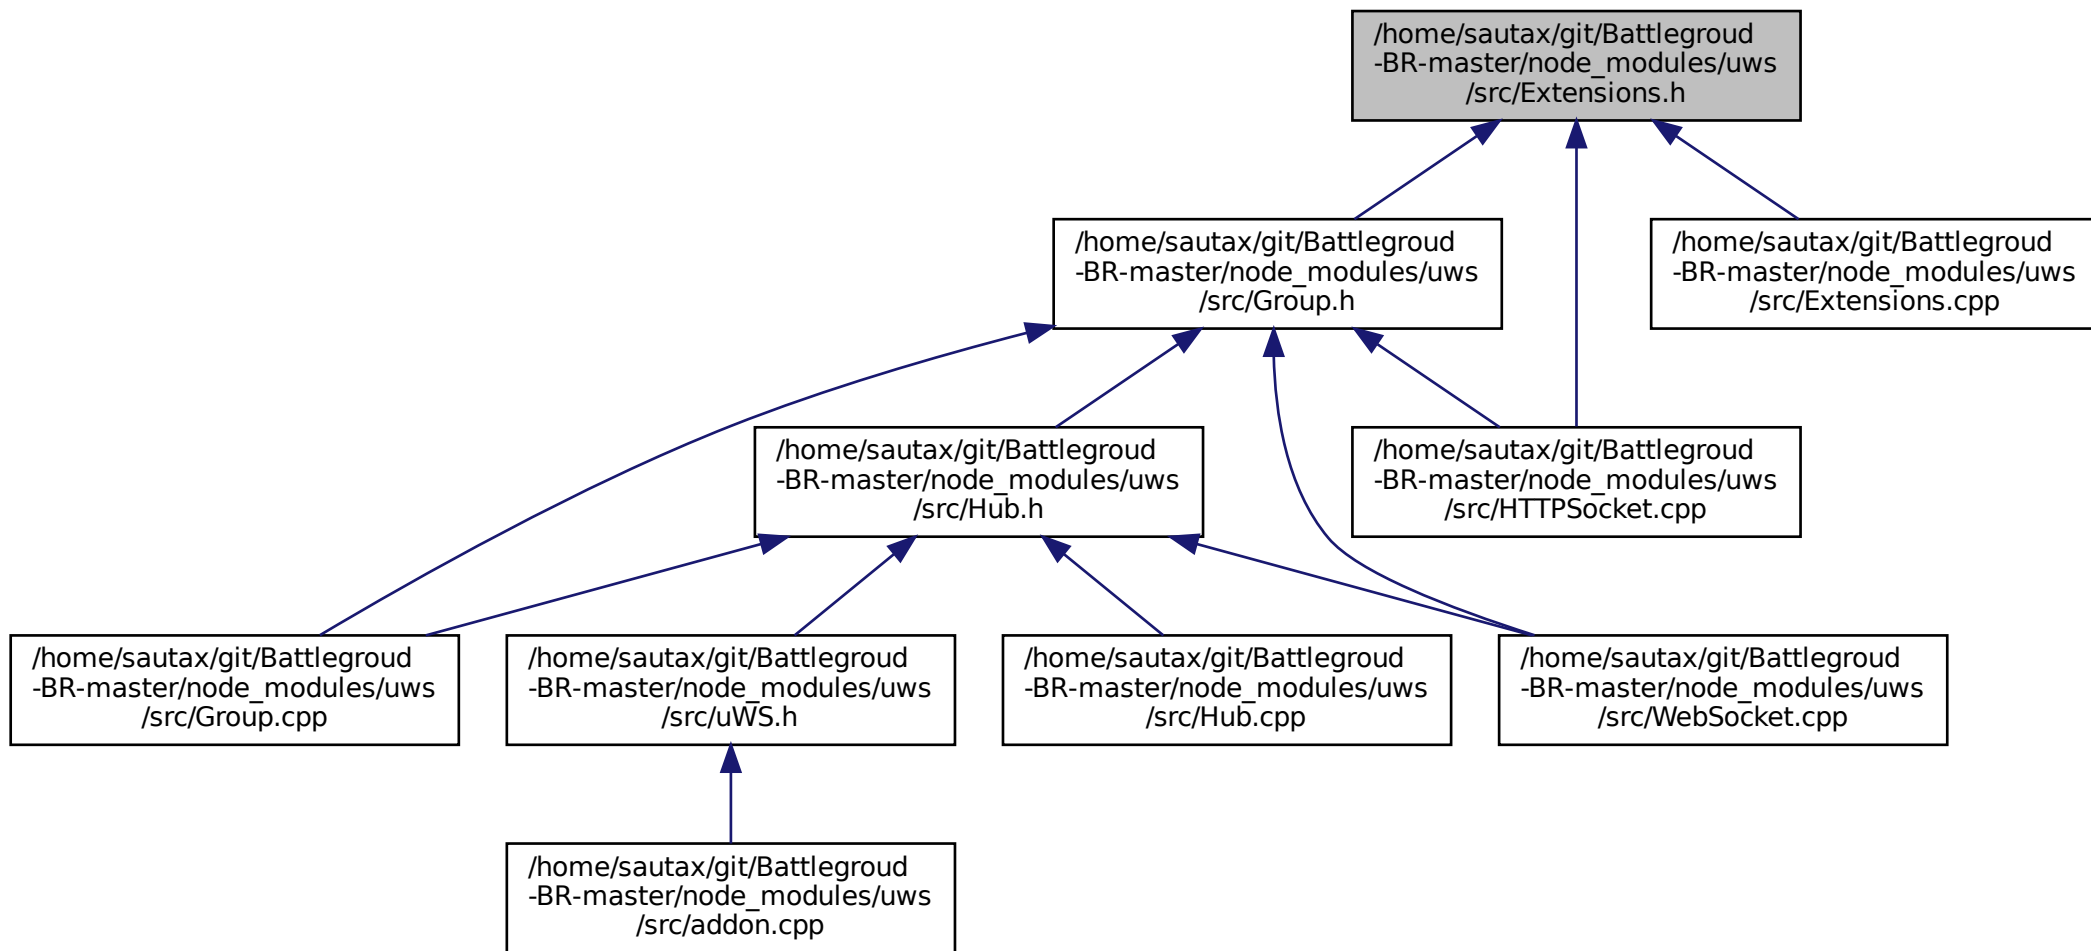 /home/sautax/git/Battlegroud
-BR-master/node_modules/uws
/src/Extensions.h
/home/sautax/git/Battlegroud
-BR-master/node_modules/uws
/src/Group.h
/home/sautax/git/Battlegroud
-BR-master/node_modules/uws
/src/Extensions.cpp
/home/sautax/git/Battlegroud
-BR-master/node_modules/uws
/src/Hub.h
/home/sautax/git/Battlegroud
-BR-master/node_modules/uws
/src/HTTPSocket.cpp
/home/sautax/git/Battlegroud
-BR-master/node_modules/uws
/src/Group.cpp
/home/sautax/git/Battlegroud
-BR-master/node_modules/uws
/src/uWS.h
/home/sautax/git/Battlegroud
-BR-master/node_modules/uws
/src/Hub.cpp
/home/sautax/git/Battlegroud
-BR-master/node_modules/uws
/src/WebSocket.cpp
/home/sautax/git/Battlegroud
-BR-master/node_modules/uws
/src/addon.cpp